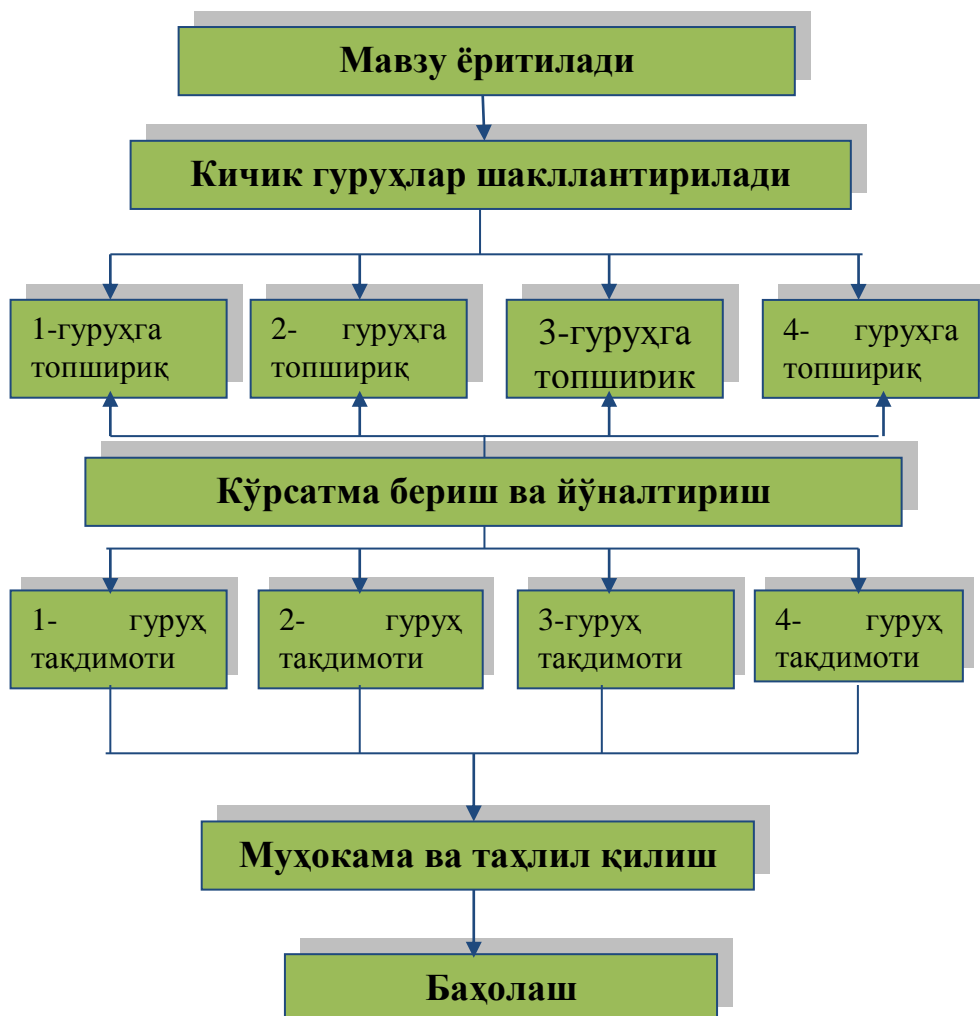 Мавзу ёритилади
Кичик гуруҳлар шакллантирилади
1-гуруҳга
топшириқ
2- гуруҳга
топшириқ
3-гуруҳга
топшириқ
4- гуруҳга
топшириқ
Кўрсатма бериш ва йўналтириш
1- гуруҳ
тақдимоти
2- гуруҳ
тақдимоти
3-гуруҳ
тақдимоти
4- гуруҳ
тақдимоти
Муҳокама ва таҳлил қилиш
Баҳолаш